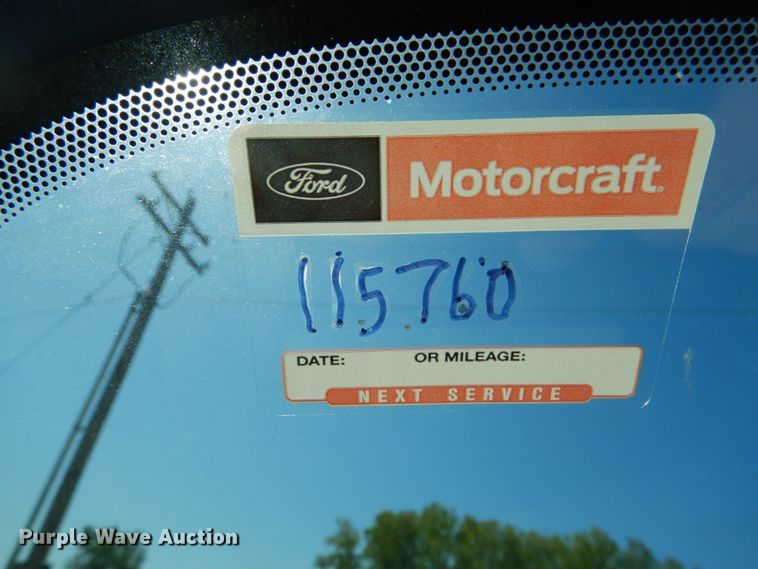 Ford Motorcraft®
115760
DATE: OR MILEAGE:
NEXT SERVICE
Purple Wave Auction